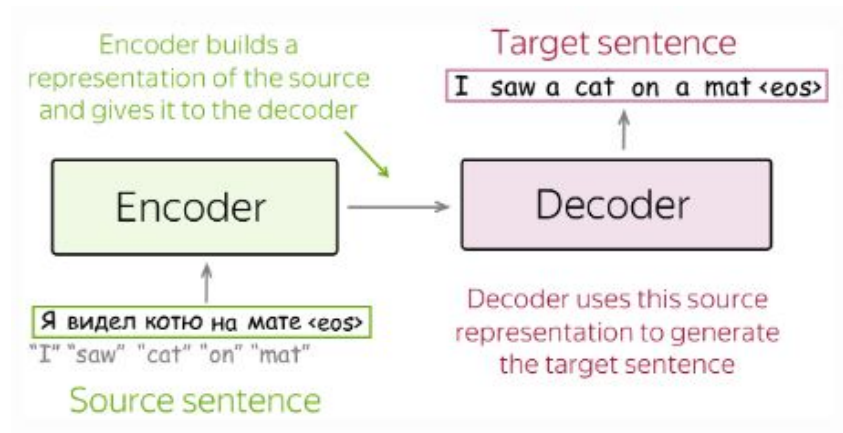 Encoder builds a
representation of the source
and gives it to the decoder
Target sentence
I saw a cat on a mat <eos>
Encoder
Decoder
Я видел котю на мате <eos>
"I" "saw" "cat" "on" "mat"
Source sentence
Decoder uses this source
representation to generate
the target sentence